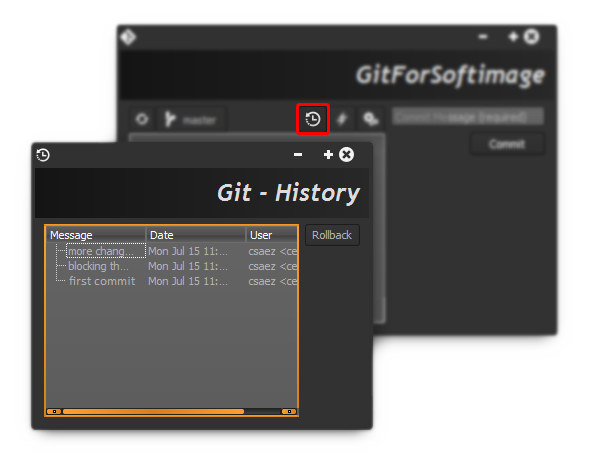 GitForSoftimage
master
Commit Message (required)
Commit
Git - History
Message Date User
more chang... Mon Jul 15 11:... csaez <ce
blocking th... Mon Jul 15 11:... csaez <ce
first commit Mon Jul 15 11:... csaez <ce
Rollback